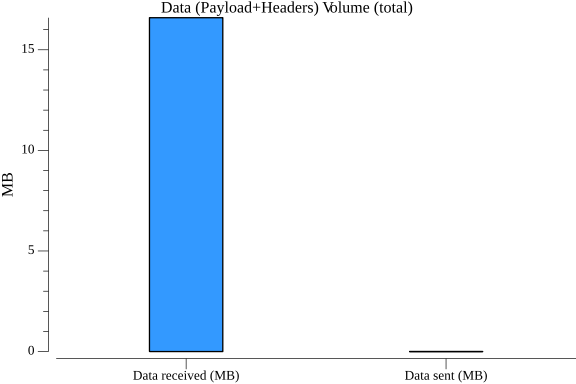 Data (Payload+Headers) Volume (total)
MB
15
10
5
0
Data received (MB)
Data sent (MB)